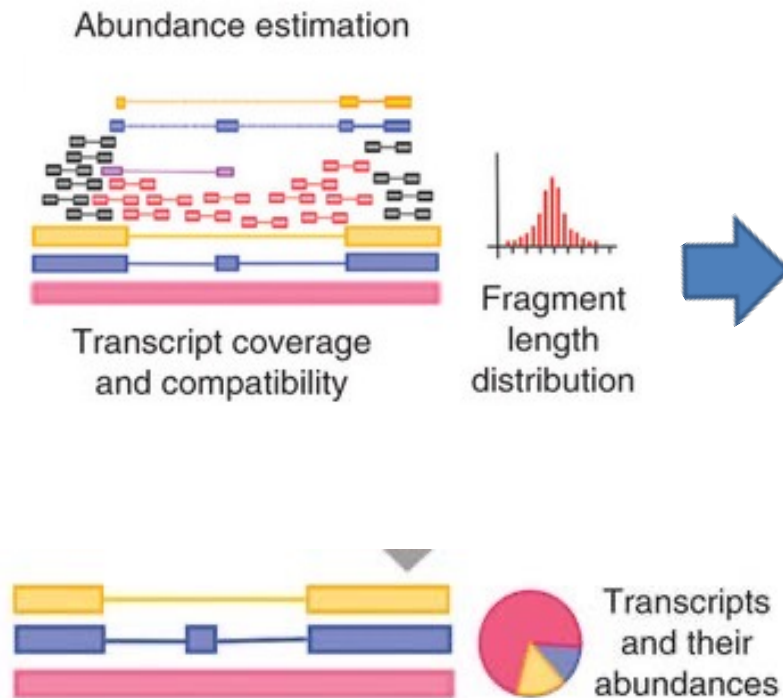 Abundance estimation
Transcript coverage
and compatibility
Fragment
length
distribution
Transcripts
and their
abundances